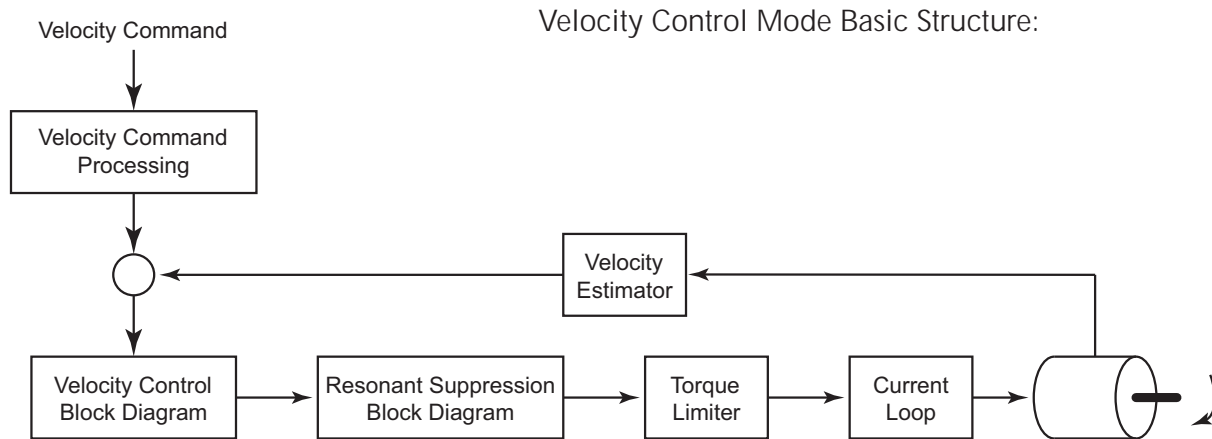 Velocity Control Mode Basic Structure:
Velocity Command
Velocity Command
Processing
Velocity
Estimator
Velocity Control
Block Diagram
Resonant Suppression
Block Diagram
Torque
Limiter
Current
Loop